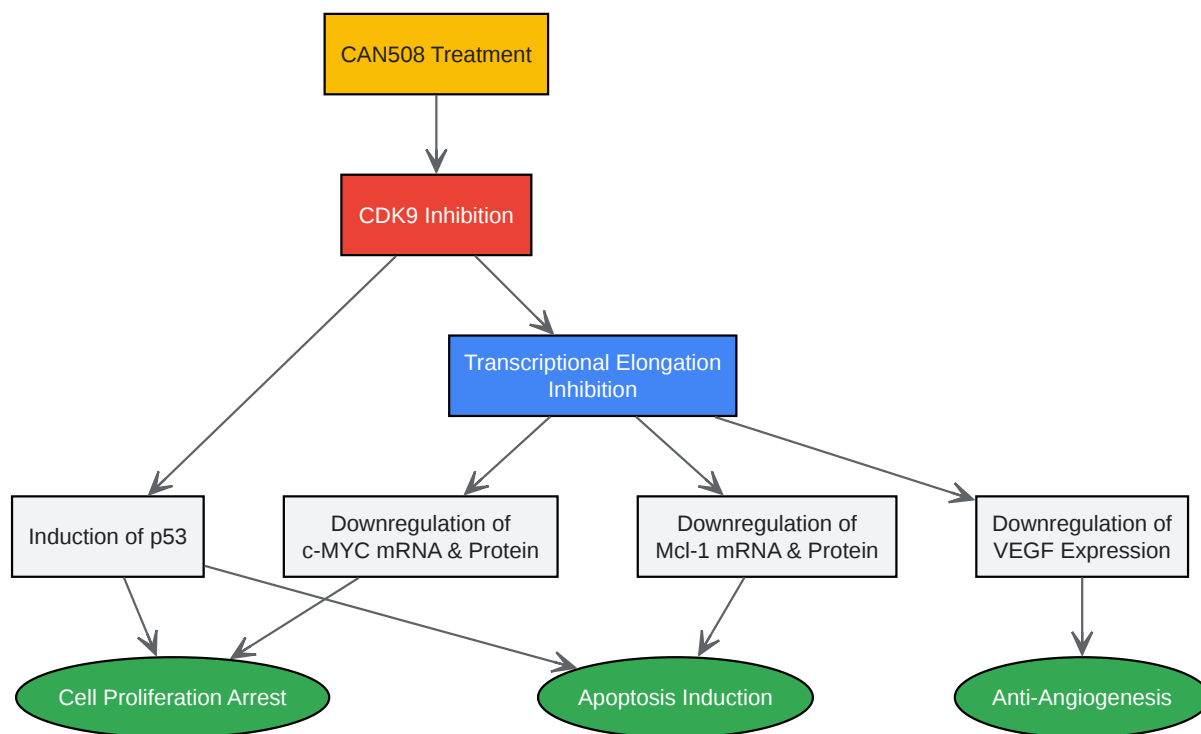 CAN508 Treatment
CDK9 Inhibition
Transcriptional Elongation
Inhibition
Induction of p53
Downregulation of
c-MYC mRNA & Protein
Downregulation of
Mcl-1 mRNA & Protein
Downregulation of
VEGF Expression
Cell Proliferation Arrest
Apoptosis Induction
Anti-Angiogenesis